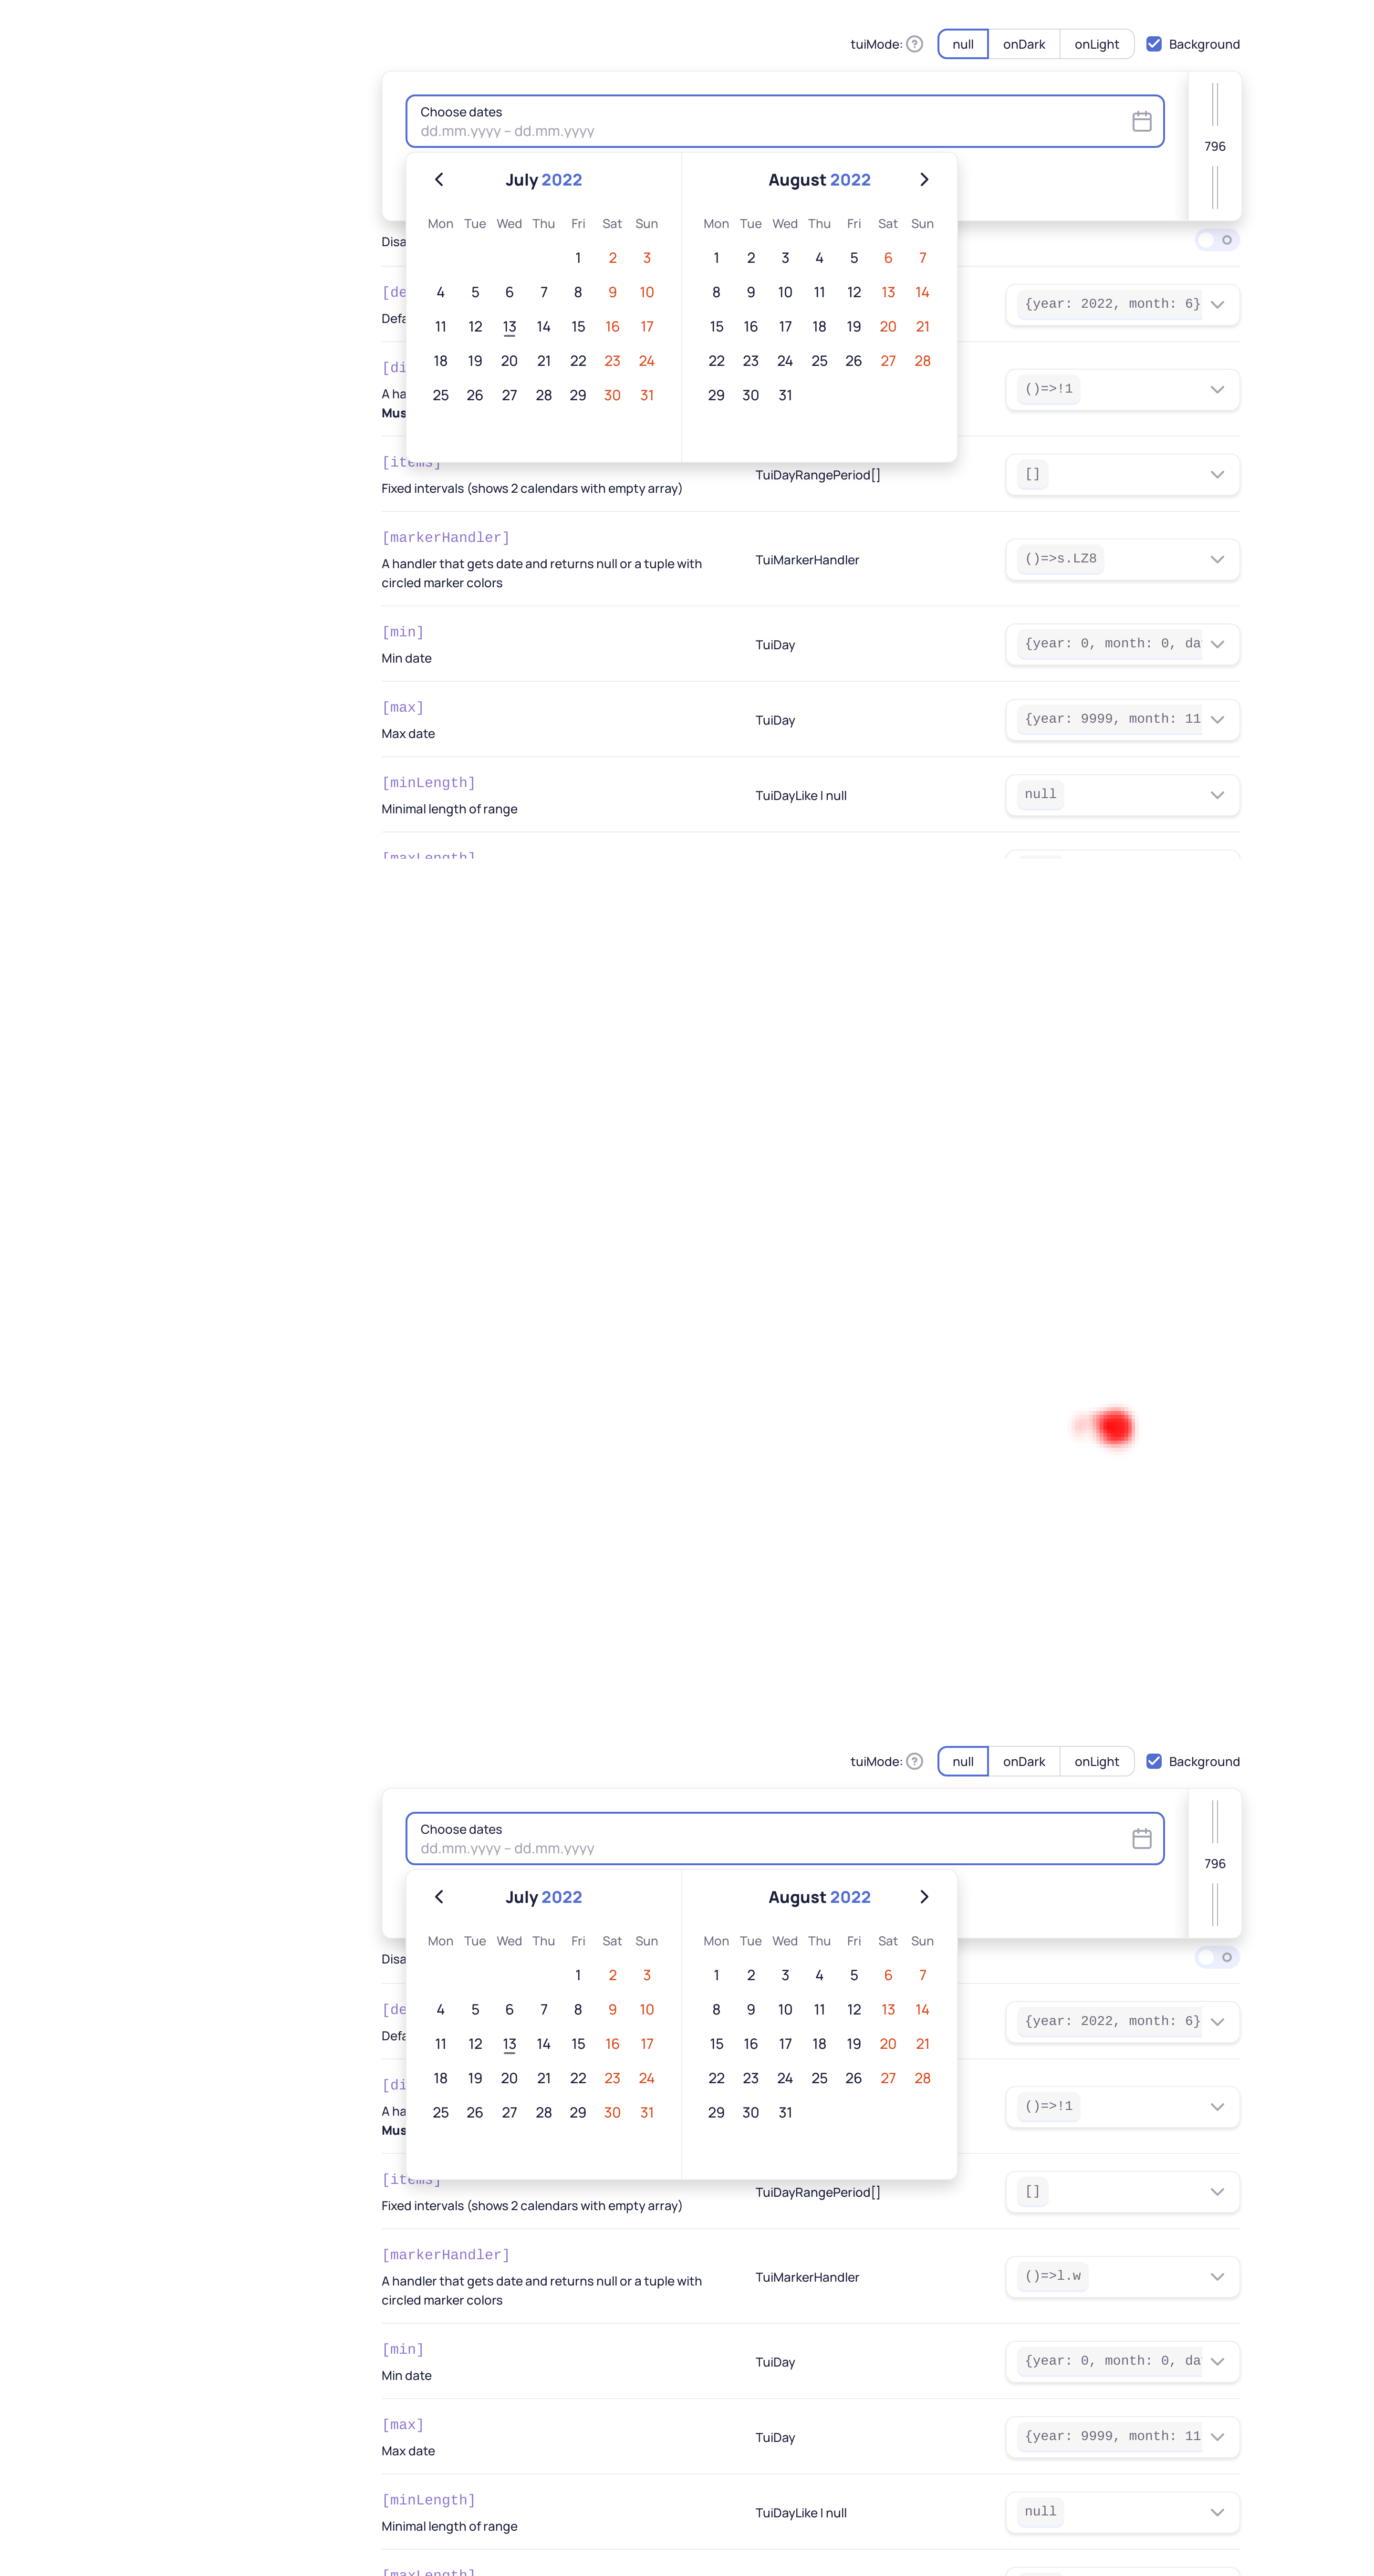 tuiMode: ? null onDark onLight Background
Choose dates
dd.mm.yyyy – dd.mm.yyyy
796
July 2022 August 2022
Mon Tue Wed Thu Fri Sat Sun Mon Tue Wed Thu Fri Sat Sun
1 2 3 1 2 3 4 5 6 7
4 5 6 7 8 9 10 8 9 10 11 12 13 14
11 12 13 14 15 16 17 15 16 17 18 19 20 21
18 19 20 21 22 23 24 22 23 24 25 26 27 28
25 26 27 28 29 30 31 29 30 31
Disa
[de
Defa
{year: 2022, month: 6}
[di
A ha
Mus
()=>!1
[items]
Fixed intervals (shows 2 calendars with empty array)
TuiDayRangePeriod[]
[]
[markerHandler]
A handler that gets date and returns null or a tuple with
circled marker colors
TuiMarkerHandler
()=>s.LZ8
[min]
Min date
TuiDay
{year: 0, month: 0, da
[max]
Max date
TuiDay
{year: 9999, month: 11
[minLength]
Minimal length of range
TuiDayLike | null
null
[maxLength]
tuiMode: ? null onDark onLight Background
Choose dates
dd.mm.yyyy – dd.mm.yyyy
796
July 2022 August 2022
Mon Tue Wed Thu Fri Sat Sun Mon Tue Wed Thu Fri Sat Sun
1 2 3 1 2 3 4 5 6 7
4 5 6 7 8 9 10 8 9 10 11 12 13 14
11 12 13 14 15 16 17 15 16 17 18 19 20 21
18 19 20 21 22 23 24 22 23 24 25 26 27 28
25 26 27 28 29 30 31 29 30 31
Disa
[de
Defa
{year: 2022, month: 6}
[di
A ha
Mus
()=>!1
[items]
Fixed intervals (shows 2 calendars with empty array)
TuiDayRangePeriod[]
[]
[markerHandler]
A handler that gets date and returns null or a tuple with
circled marker colors
TuiMarkerHandler
()=>l.w
[min]
Min date
TuiDay
{year: 0, month: 0, da
[max]
Max date
TuiDay
{year: 9999, month: 11
[minLength]
Minimal length of range
TuiDayLike | null
null
[maxLength]